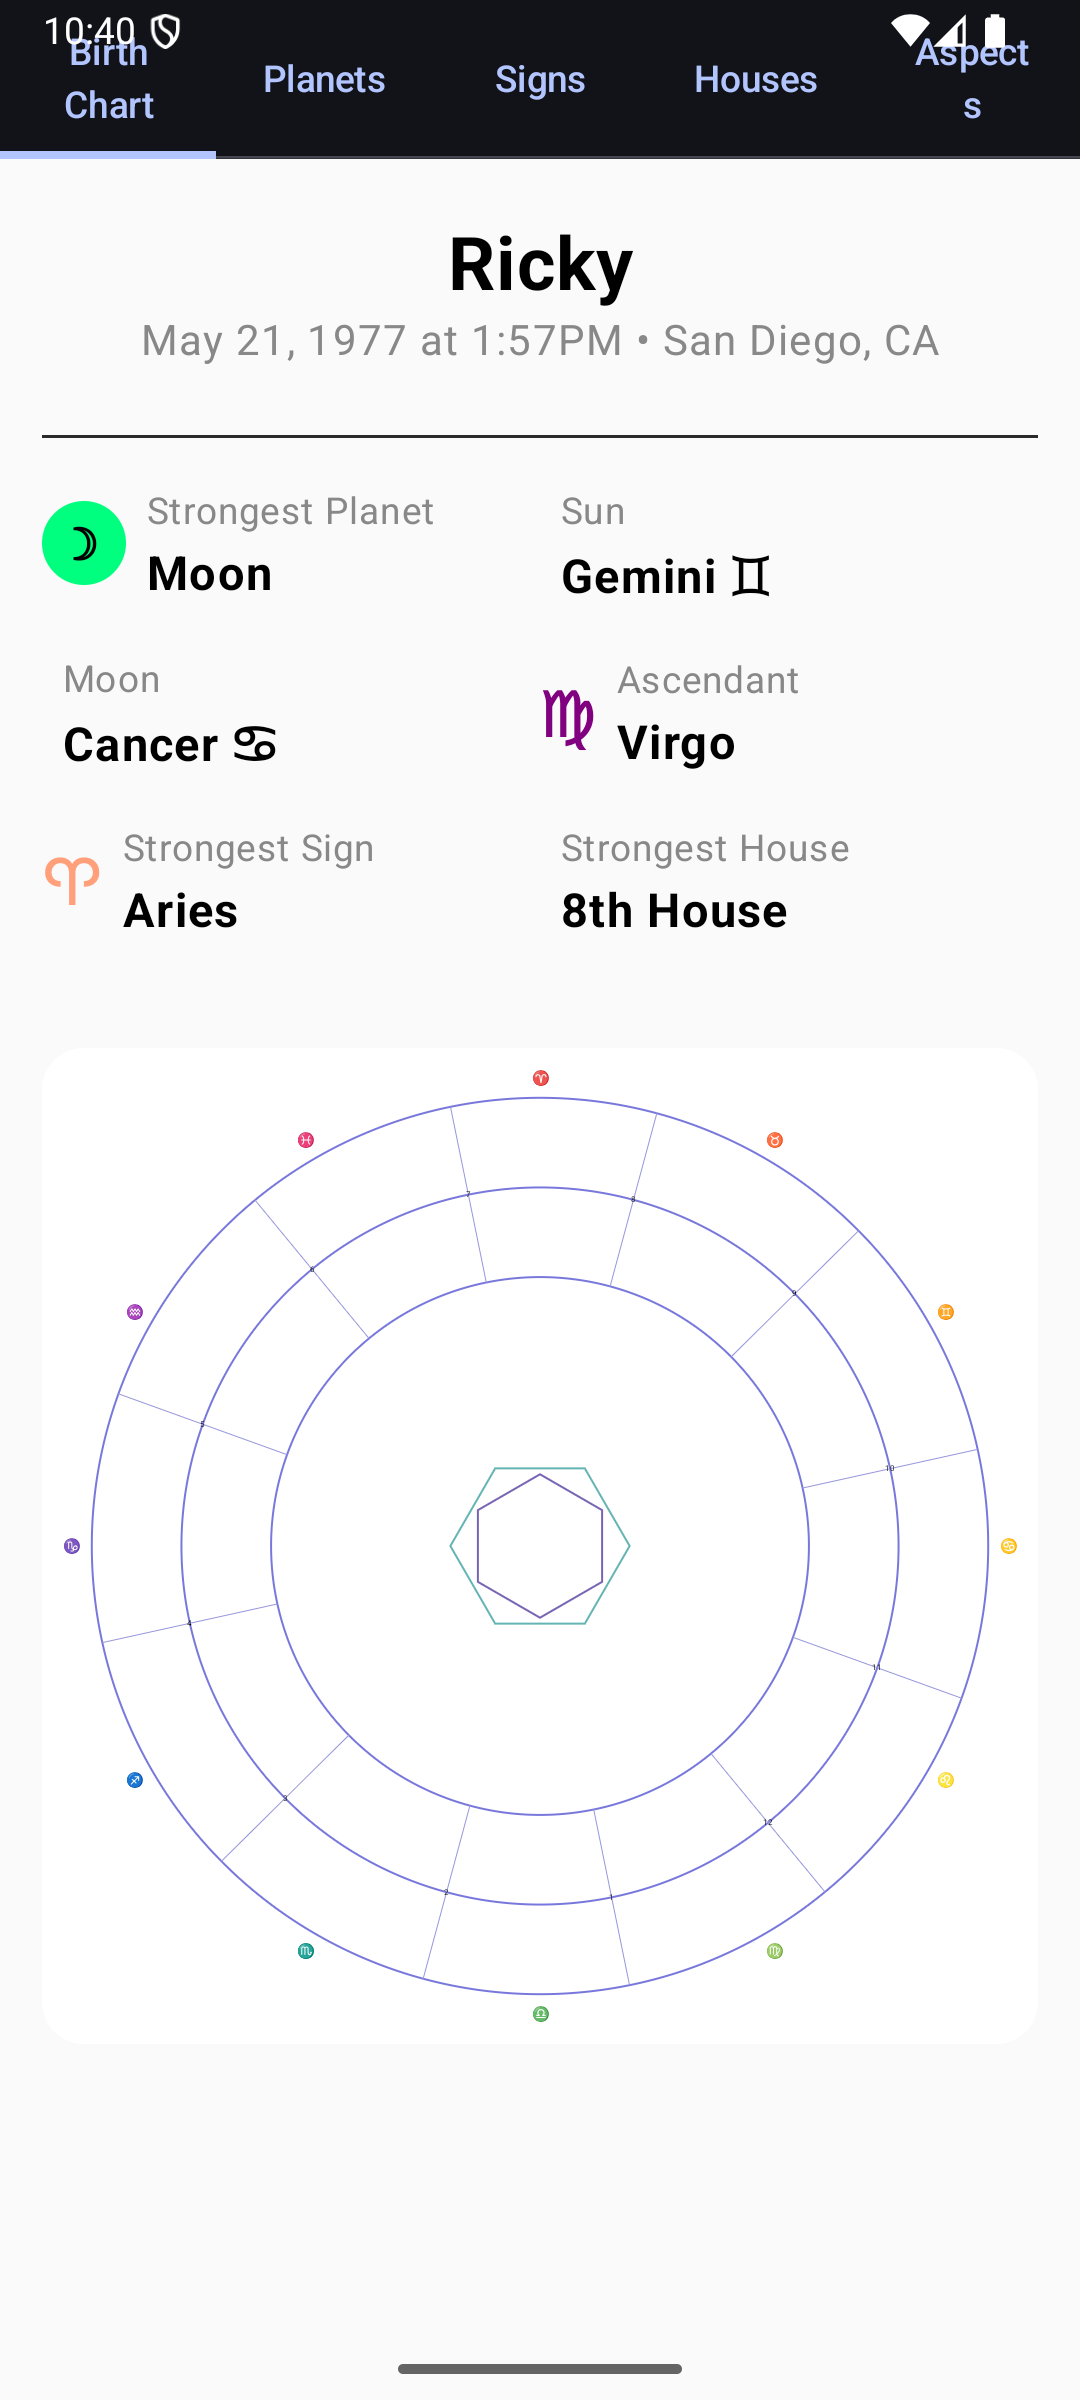 10:40
Birth
Chart
Planets
Signs
Houses
Aspect
s
Ricky
May 21, 1977 at 1:57PM • San Diego, CA
Strongest Planet
☽ Moon
Sun
Gemini ♊︎
Moon
Cancer ♋︎
Ascendant
♍︎ Virgo
Strongest Sign
♈︎ Aries
Strongest House
8th House
♈
♓ ♉
7 8
6 9
♒ ♊
5 10
♑ ♋
4 11
♐ ♌
3 12
2 1
♏ ♍
♎